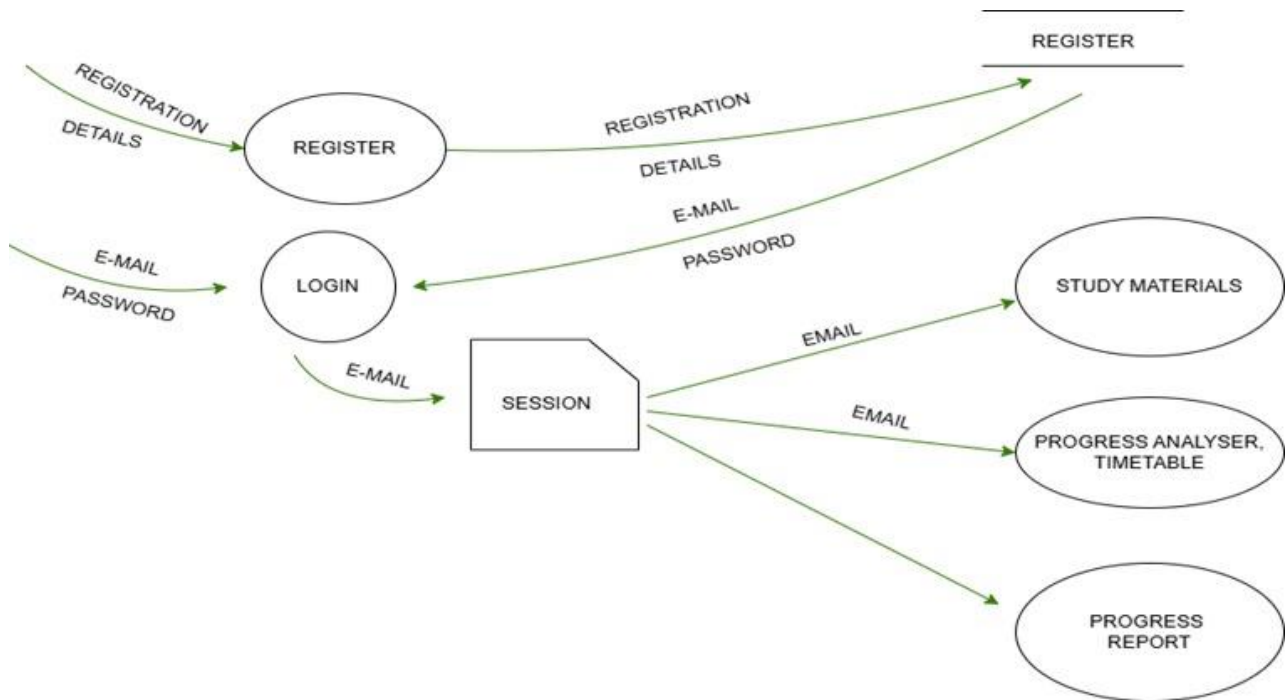 REGISTER
REGISTRATION
DETAILS
REGISTER
REGISTRATION
DETAILS
E-MAIL
PASSWORD
E-MAIL
PASSWORD
LOGIN
STUDY MATERIALS
EMAIL
E-MAIL
SESSION
EMAIL
PROGRESS ANALYSER,
TIMETABLE
PROGRESS
REPORT